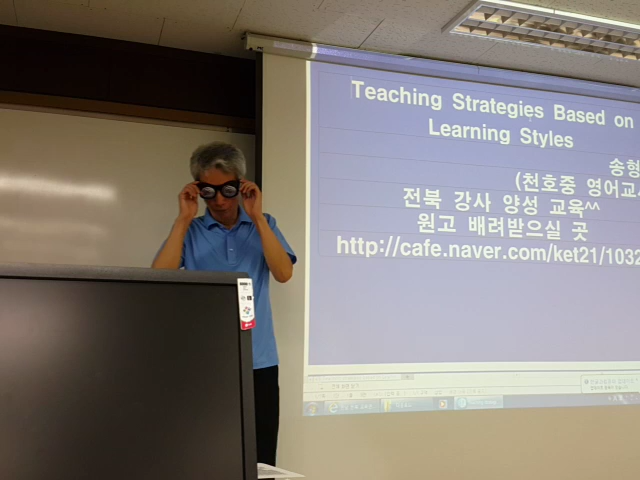 Teaching Strategies Based on
Learning Styles
송형
(천호중 영어교
전북 강사 양성 교육^^
원고 배려받으실 곳
http://cafe.naver.com/ket21/1032